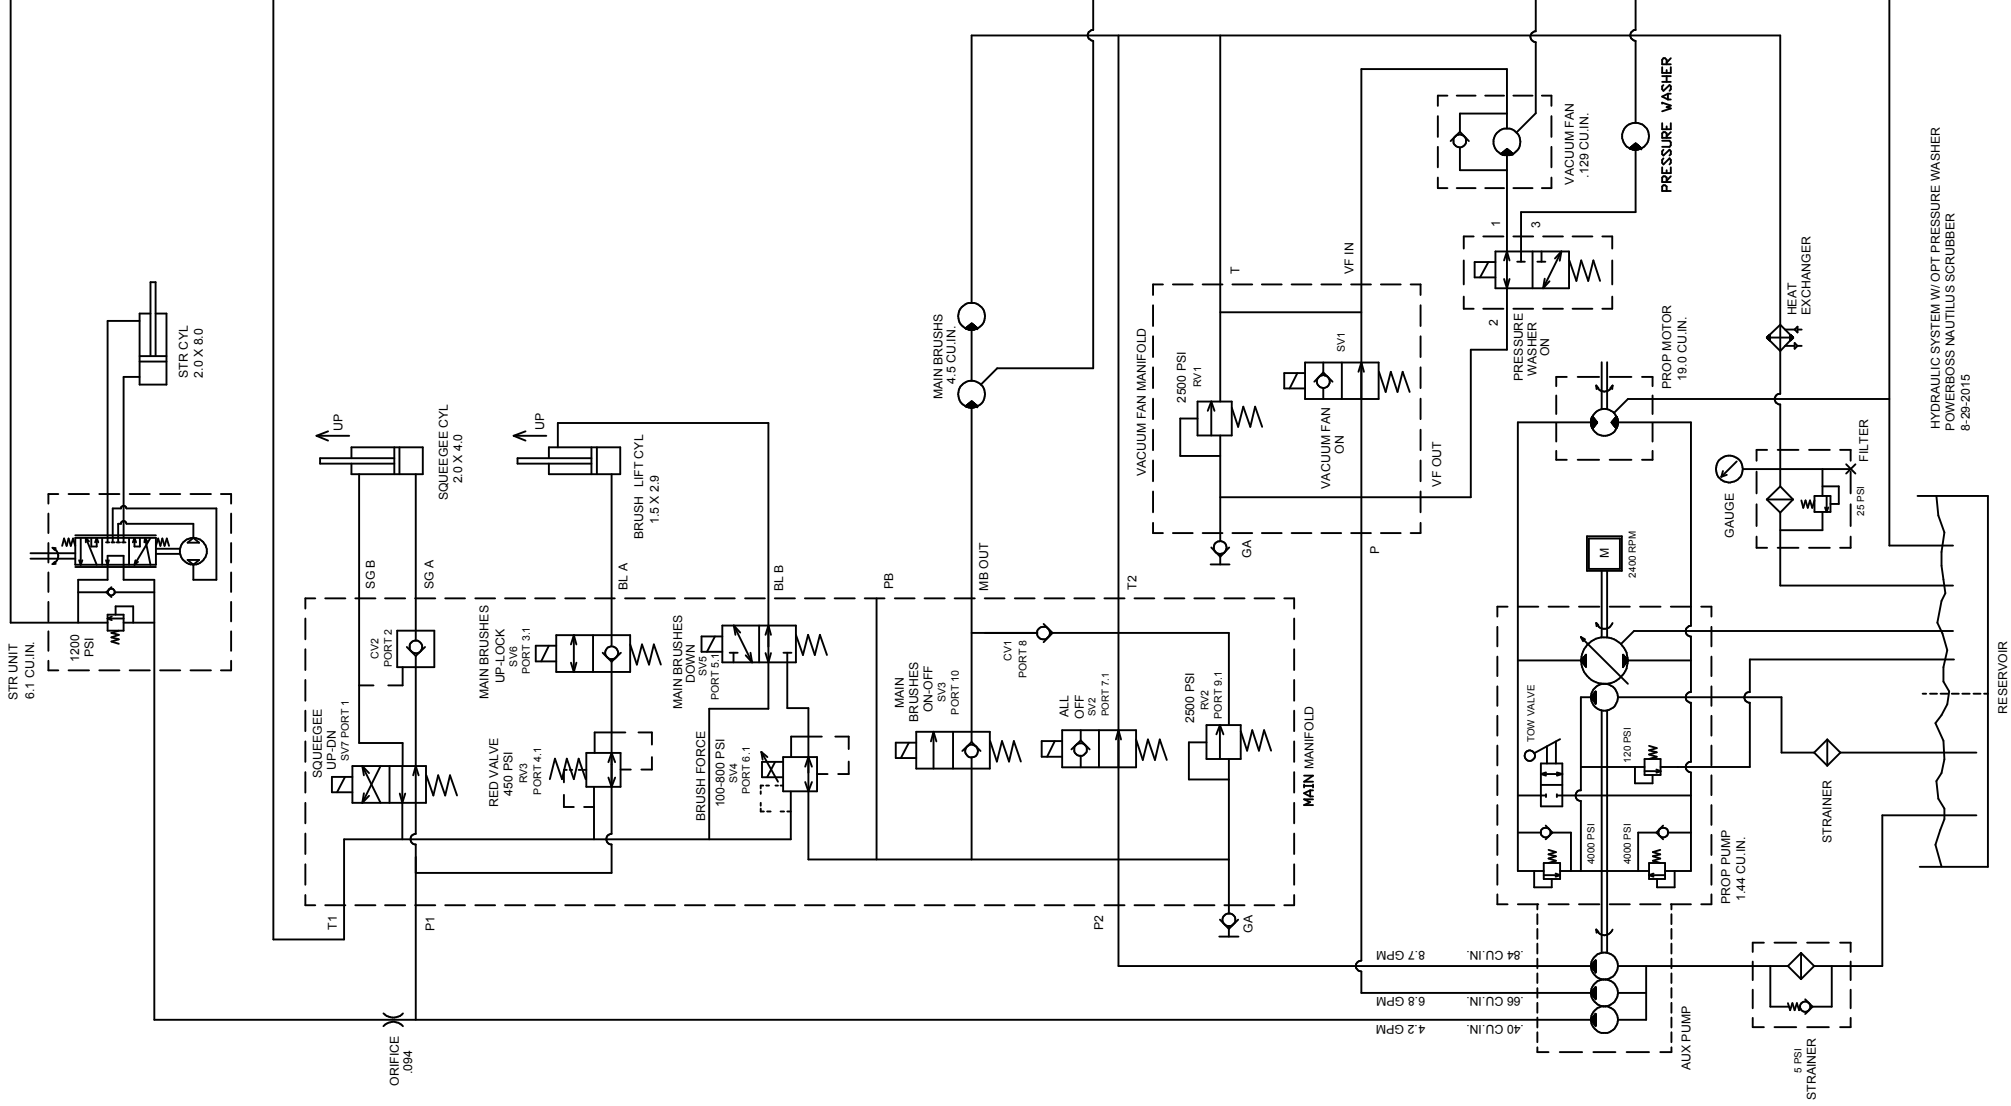 STR UNIT
6.1 CU.IN.
1200
PSI
STR CYL
2.0 X 8.0
ORIFICE
.094
T1
P1
SQUEEGEE
UP-DN
SV7 PORT 1
CV2
PORT 2
SG B
SG A
UP
SQUEEGEE CYL
2.0 X 4.0
RED VALVE
450 PSI
RV3
PORT 4.1
MAIN BRUSHES
UP-LOCK
SV6
PORT 3.1
BL A
UP
BRUSH LIFT CYL
1.5 X 2.9
BRUSH FORCE
100-800 PSI
SV4
PORT 6.1
MAIN BRUSHES
DOWN
SV5
PORT 5.1
BL B
PB
MAIN
BRUSHES
ON-OFF
SV3
PORT 10
MB OUT
MAIN BRUSHS
4.5 CU.IN.
CV1
PORT 8
ALL
OFF
SV2
PORT 7.1
T2
P2
2500 PSI
RV2
PORT 9.1
GA
MAIN MANIFOLD
VACUUM FAN MANIFOLD
2500 PSI
RV1
GA
T
VACUUM FAN
ON
SV1
VF IN
VF OUT
P
8.7 GPM
.84 CU.IN.
6.8 GPM
.66 CU.IN.
4.2 GPM
.40 CU.IN.
1
3
2
PRESSURE
WASHER
ON
VACUUM FAN
.129 CU.IN.
PRESSURE WASHER
PROP MOTOR
19.0 CU.IN.
M
2400 RPM
TOW VALVE
120 PSI
4000 PSI
4000 PSI
PROP PUMP
1.44 CU.IN.
AUX PUMP
GAUGE
25 PSI
FILTER
HEAT
EXCHANGER
STRAINER
5 PSI
STRAINER
HYDRAULIC SYSTEM W/ OPT PRESSURE WASHER
POWERBOSS NAUTILUS SCRUBBER
8-29-2015
RESERVOIR